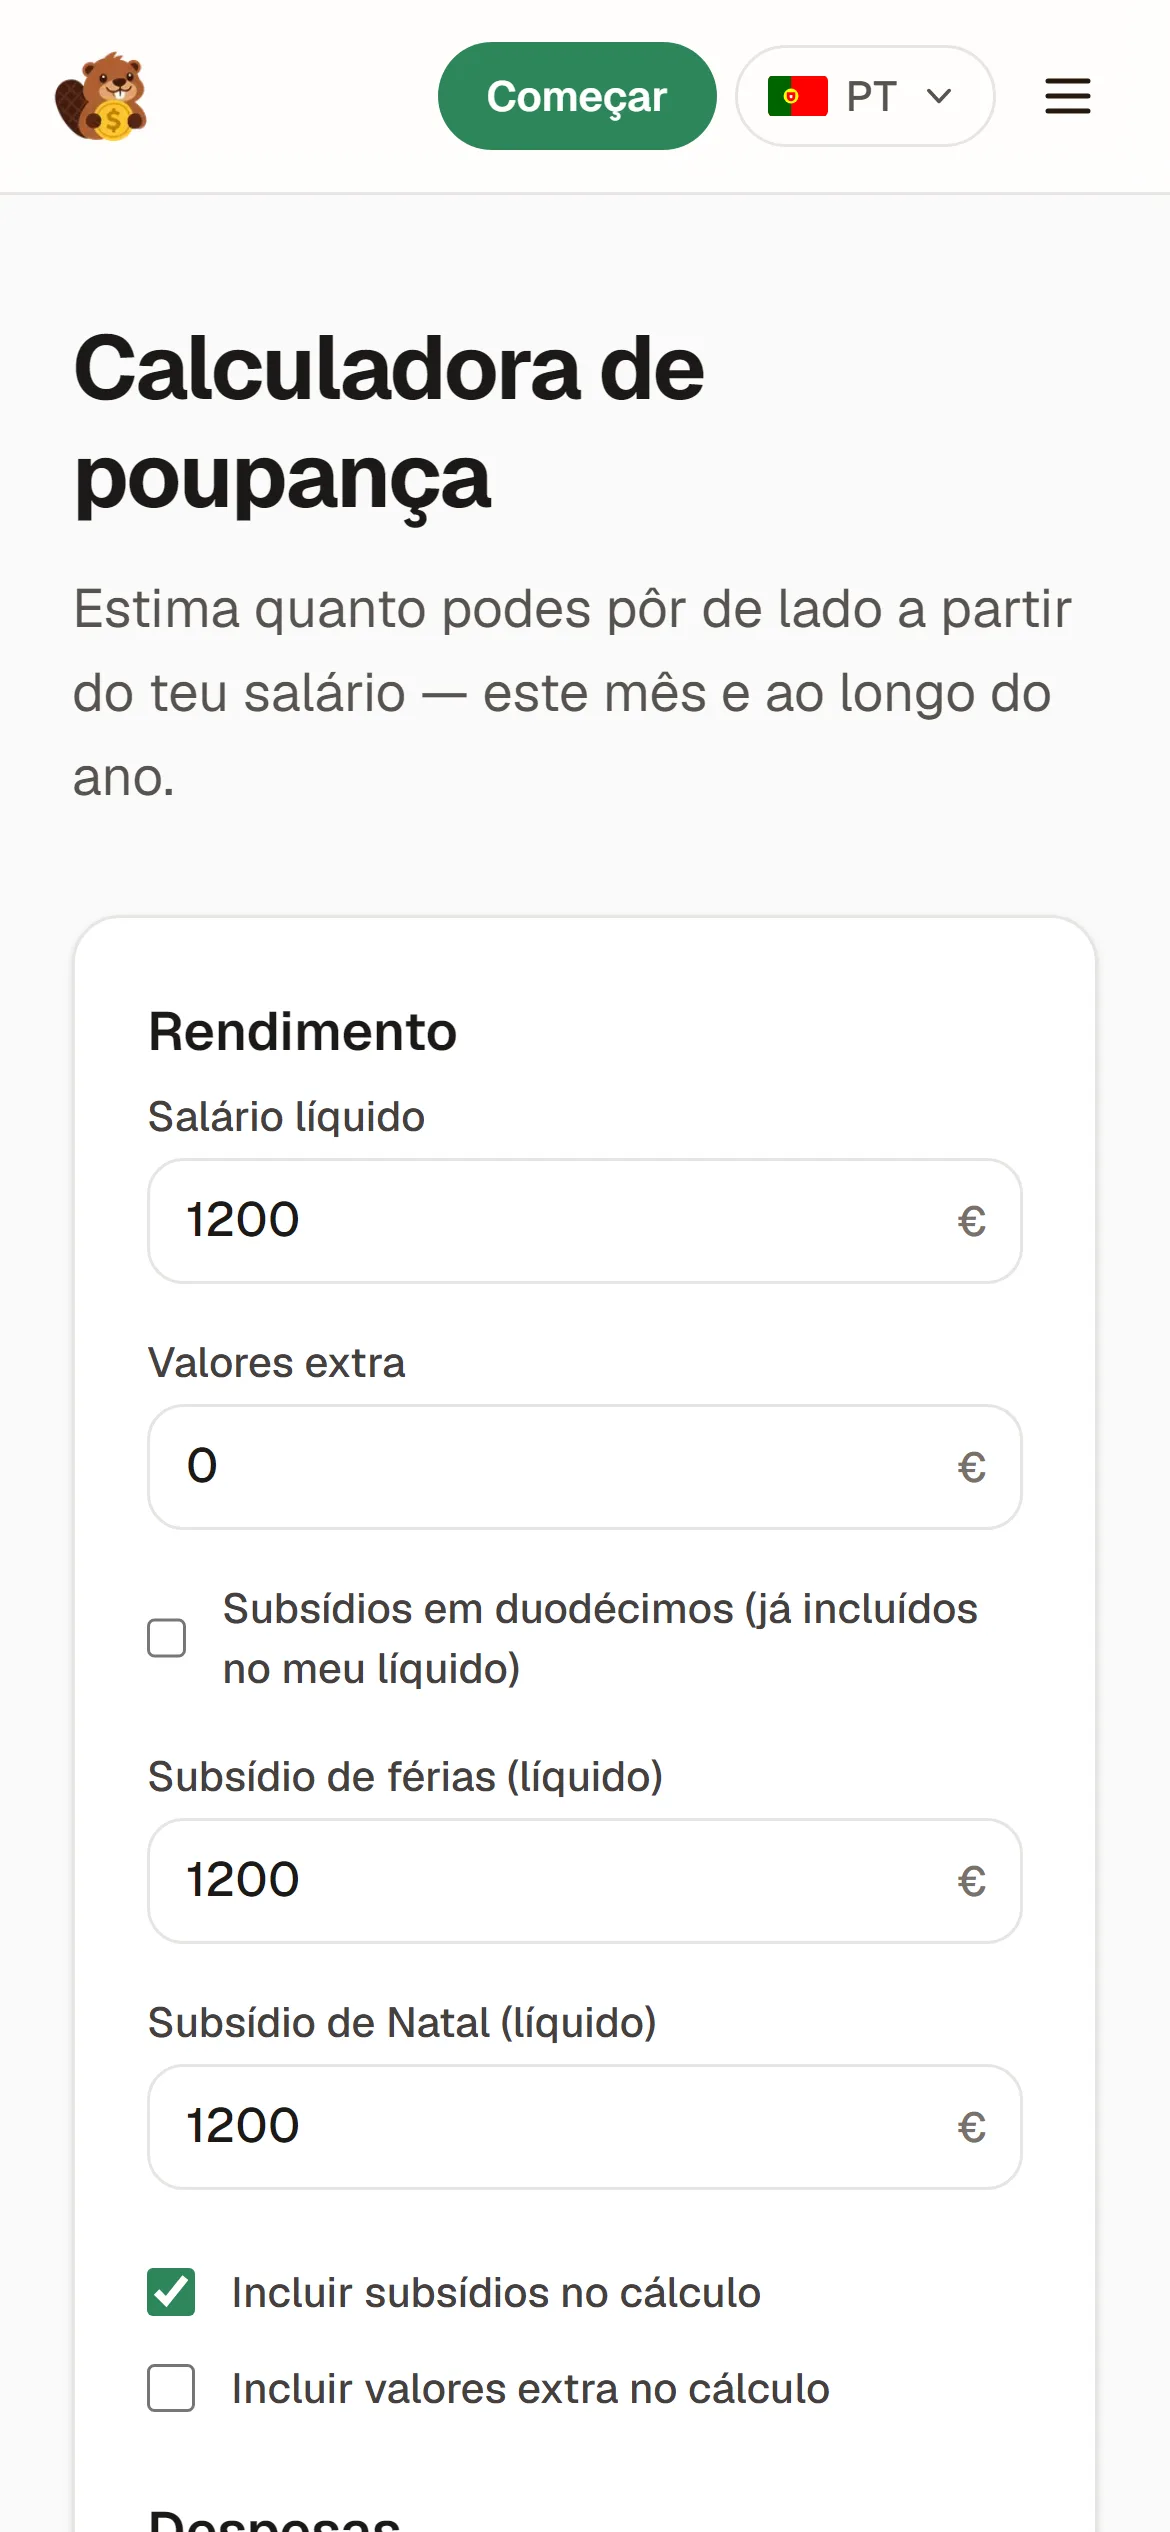 Começar
PT
Calculadora de
poupança
Estima quanto podes pôr de lado a partir
do teu salário — este mês e ao longo do
ano.
Rendimento
Salário líquido
1200 €
Valores extra
0 €
Subsídios em duodécimos (já incluídos
no meu líquido)
Subsídio de férias (líquido)
1200 €
Subsídio de Natal (líquido)
1200 €
Incluir subsídios no cálculo
Incluir valores extra no cálculo
Despesas